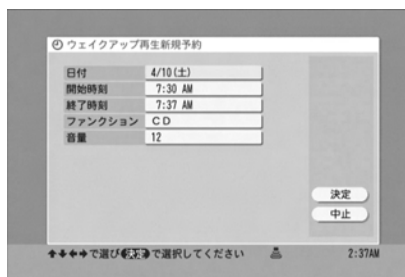 ウェイクアップ再生新規予約
日付 4/10(土)
開始時刻 7:30 AM
終了時刻 7:37 AM
ファンクション CD
音量 12
決定
中止
で選び 決定 で選択してください 2:37AM